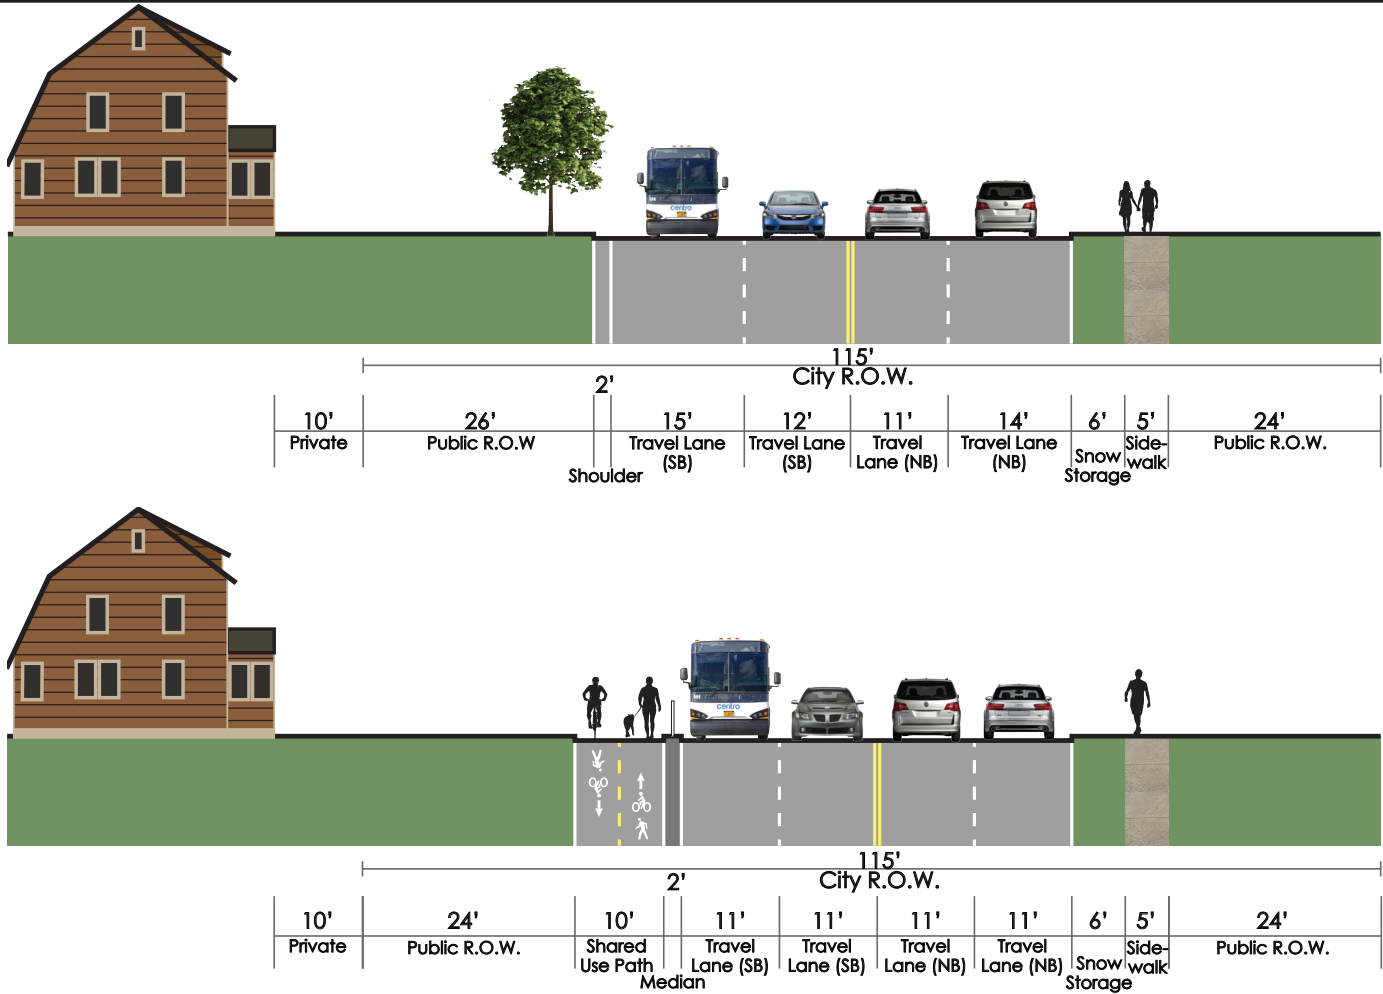 centro
115’
City R.O.W.
2’
10’ 26’ 15’ 12’ 11’ 14’ 6’ 5’ 24’
Private Public R.O.W Travel Lane Travel Lane Travel Travel Lane Side- Public R.O.W.
(SB) (SB) Lane (NB) (NB) Snow walk
Shoulder Storage
centro
115’
City R.O.W.
2’
10’ 24’ 10’ 11’ 11’ 11’ 11’ 6’ 5’ 24’
Private Public R.O.W. Shared Travel Travel Travel Travel Side- Public R.O.W.
Use Path Lane (SB) Lane (SB) Lane (NB) Lane (NB) Snow walk
Median Storage